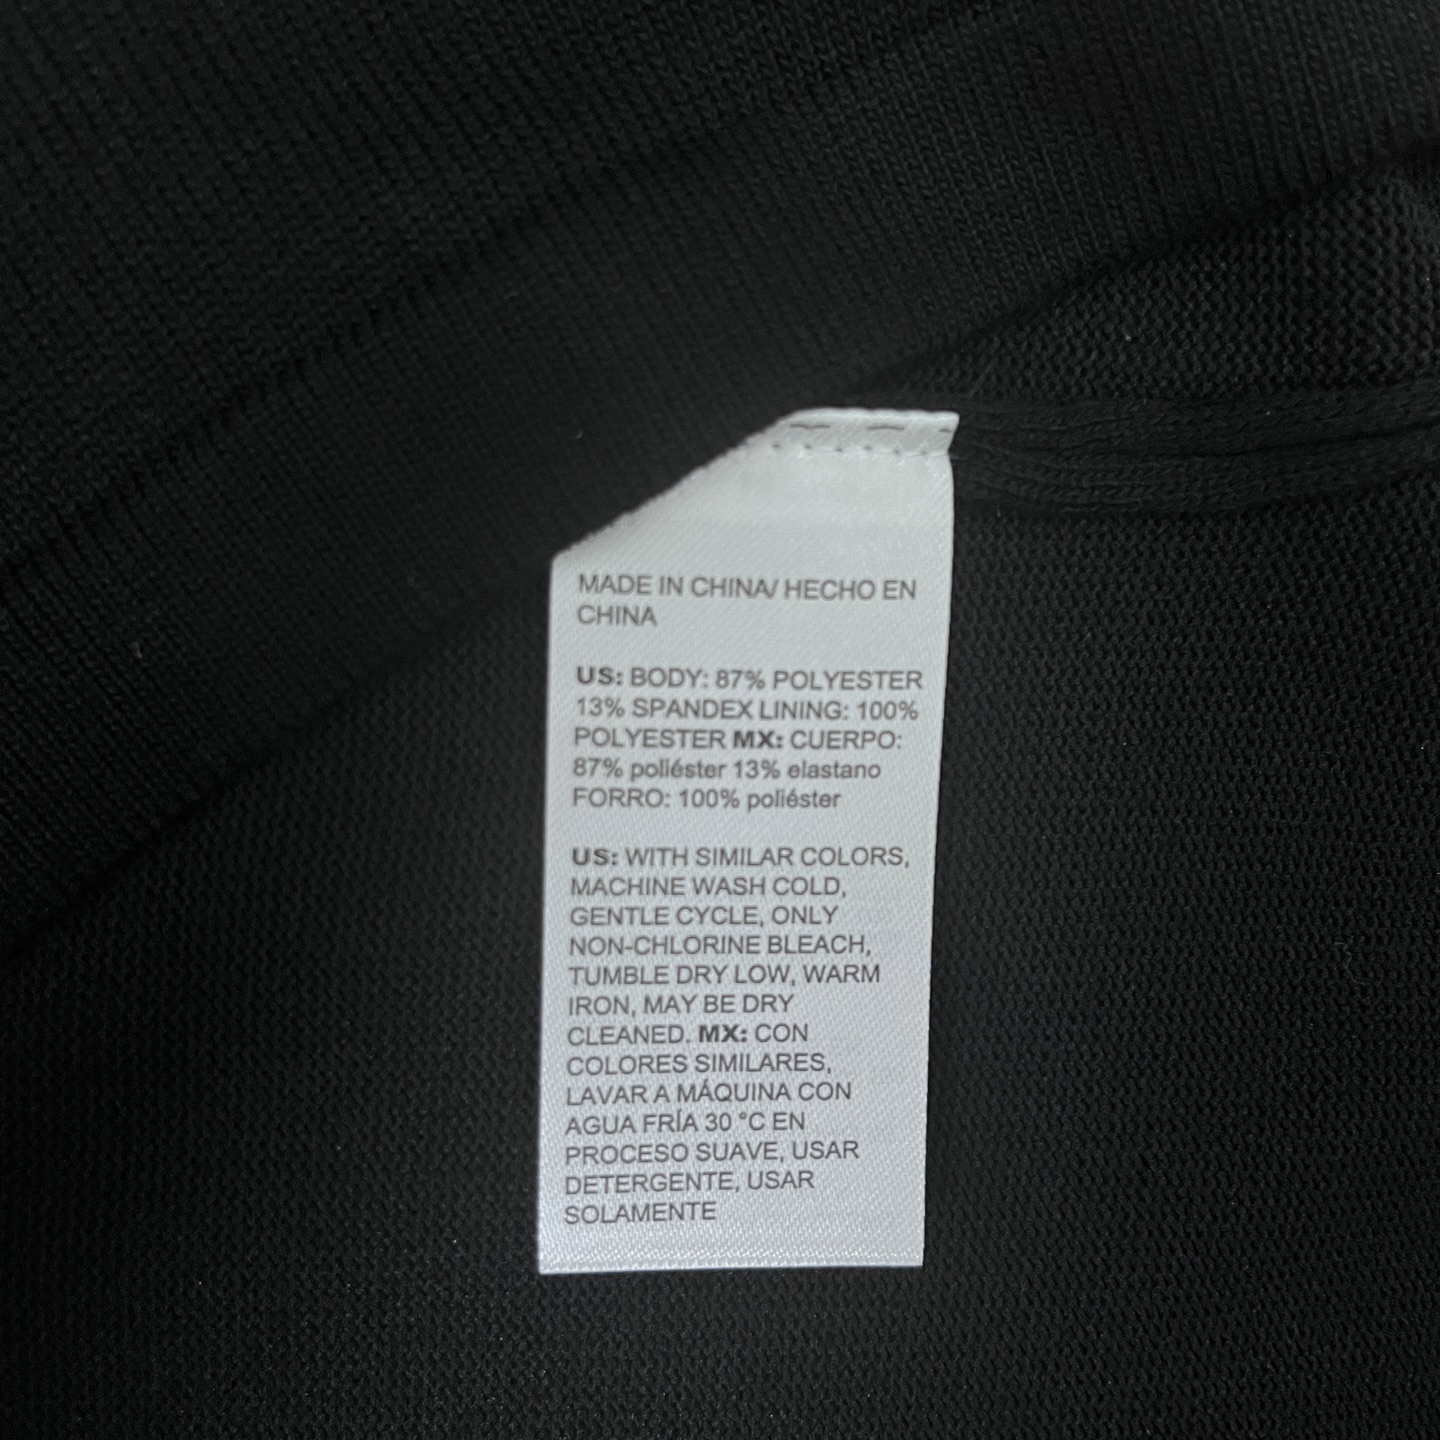 MADE IN CHINA/ HECHO EN
CHINA
US: BODY: 87% POLYESTER
13% SPANDEX LINING: 100%
POLYESTER MX: CUERPO:
87% poliéster 13% elastano
FORRO: 100% poliéster
US: WITH SIMILAR COLORS,
MACHINE WASH COLD,
GENTLE CYCLE, ONLY
NON-CHLORINE BLEACH,
TUMBLE DRY LOW, WARM
IRON, MAY BE DRY
CLEANED. MX: CON
COLORES SIMILARES,
LAVAR A MÁQUINA CON
AGUA FRÍA 30 °C EN
PROCESO SUAVE, USAR
DETERGENTE, USAR
SOLAMENTE